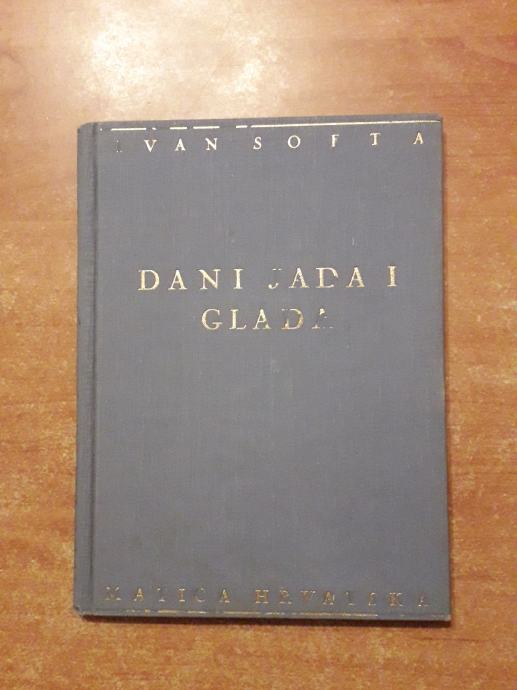 IVAN SOFTA
DANI JADA I
GLADA
MATICA HRVATSKA